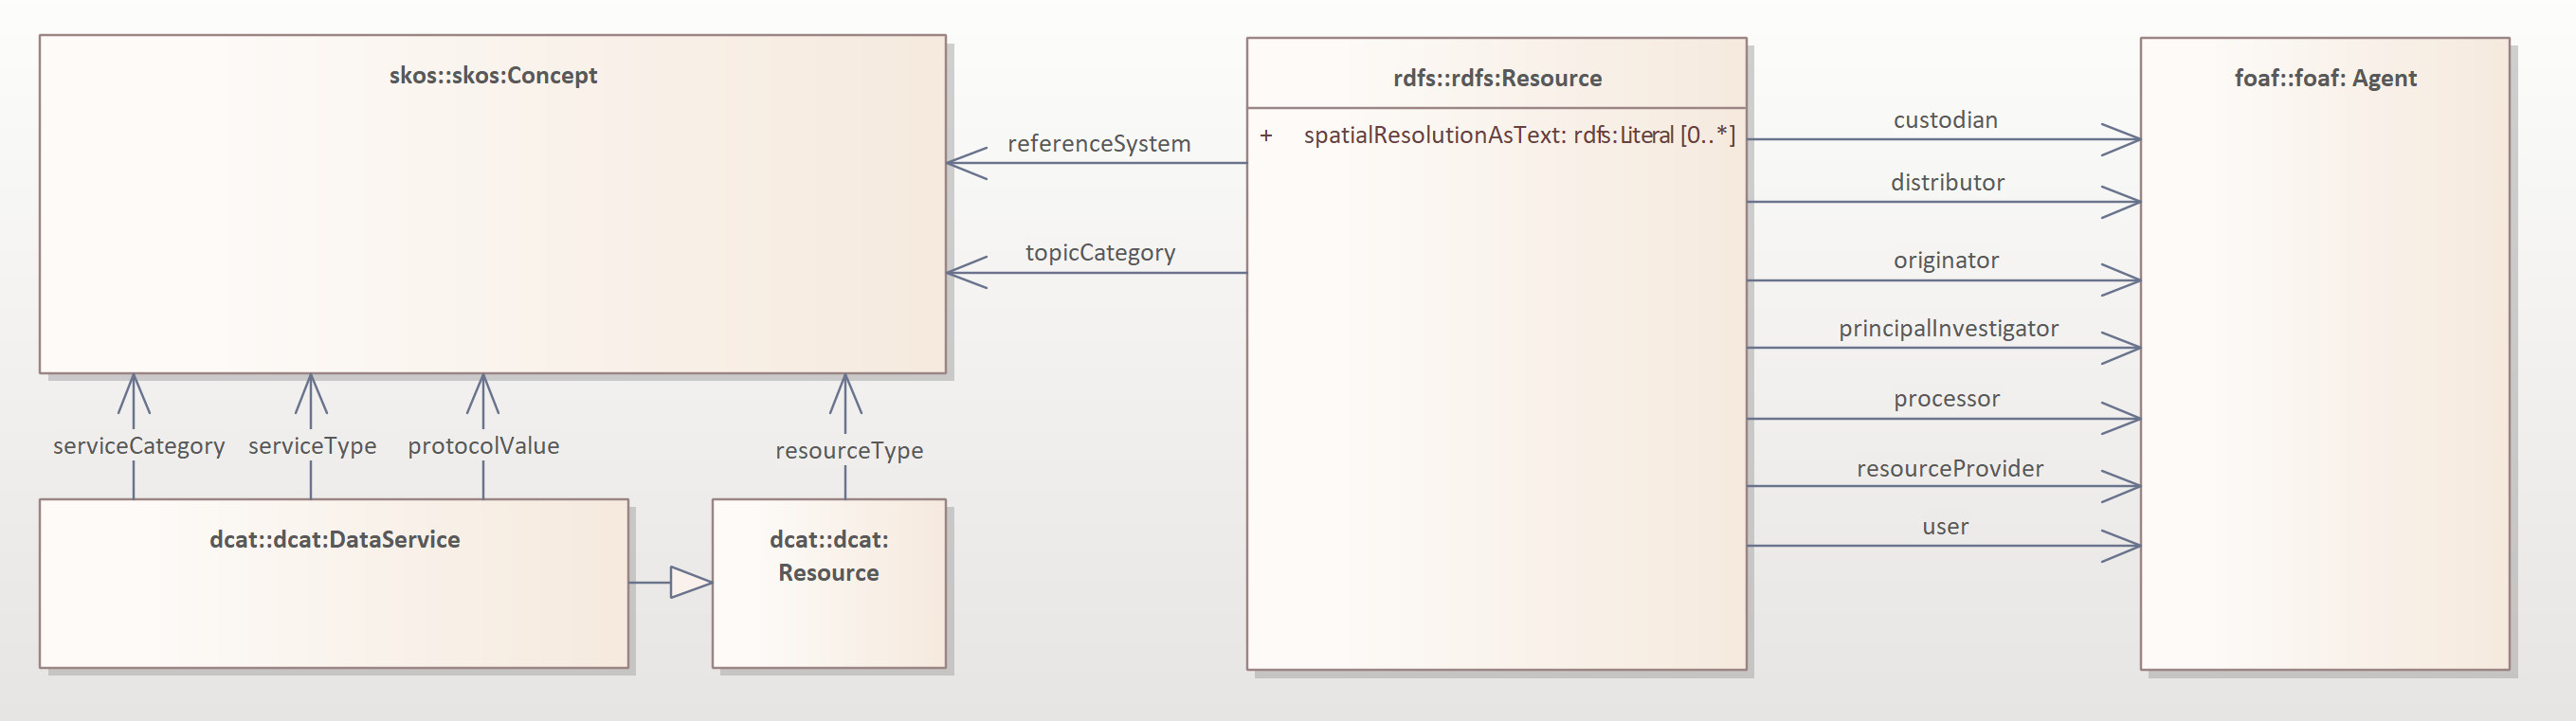 skos::skos:Concept
rdfs::rdfs:Resource
+ spatialResolutionAsText: rdfs:Literal [0..*]
foaf::foaf: Agent
referenceSystem
topicCategory
custodian
distributor
originator
principalInvestigator
processor
resourceProvider
user
serviceCategory
serviceType
protocolValue
resourceType
dcat::dcat:DataService
dcat::dcat:
Resource